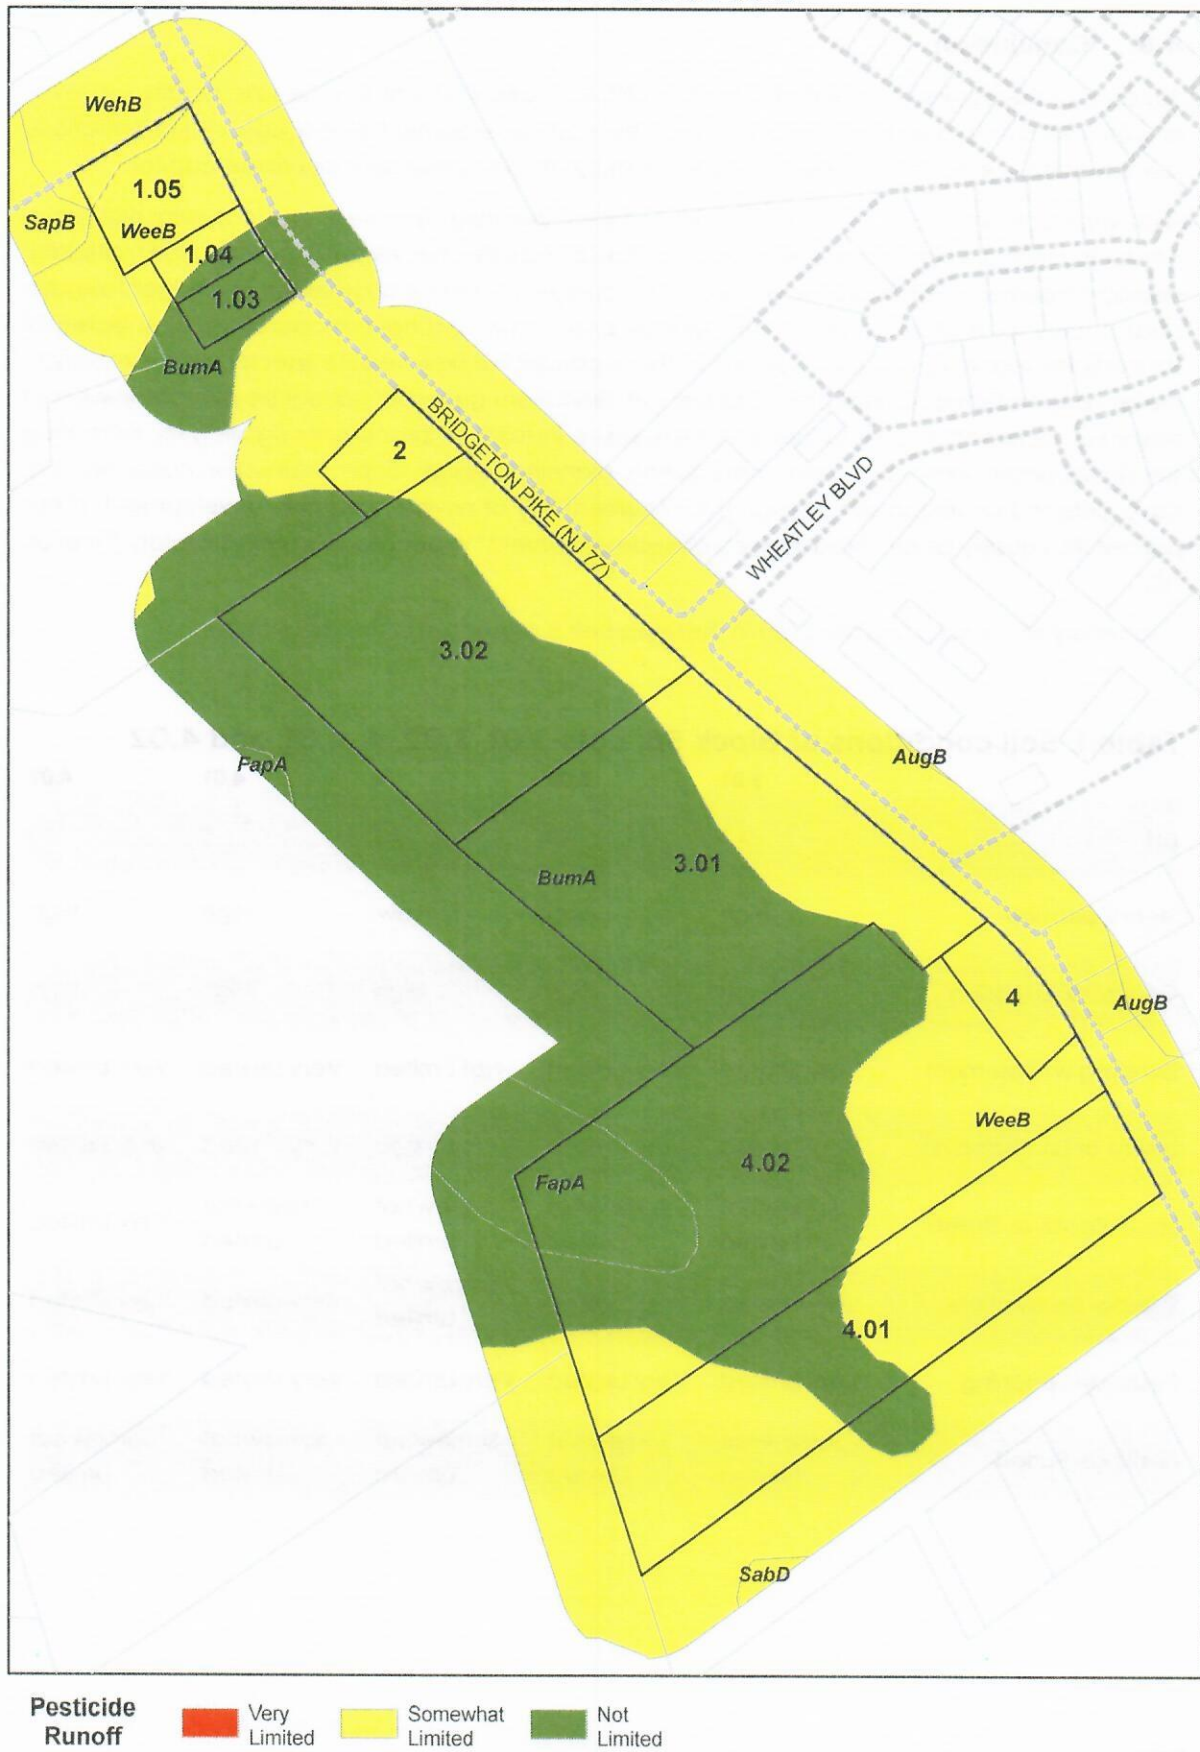 WehB
1.05
SapB
WeeB
1.04
1.03
BumA
2
BRIDGETON PIKE (NJ 77)
WHEATLEY BLVD
3.02
AugB
FapA
3.01
BumA
4
AugB
WeeB
4.02
FapA
4.01
SabD
Pesticide
Runoff
Very
Limited
Somewhat
Limited
Not
Limited